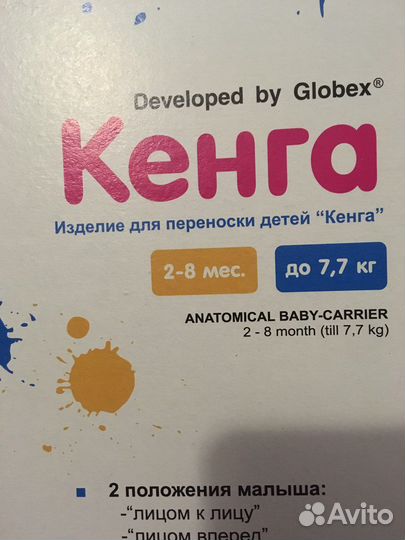 Developed by Globex®
Кенга
Изделие для переноски детей "Кенга"
2-8 мес.
до 7,7 кг
ANATOMICAL BABY-CARRIER
2 - 8 month (till 7,7 kg)
▪ 2 положения малыша:
-"лицом к лицу"
-"лицом вперед"
Avito